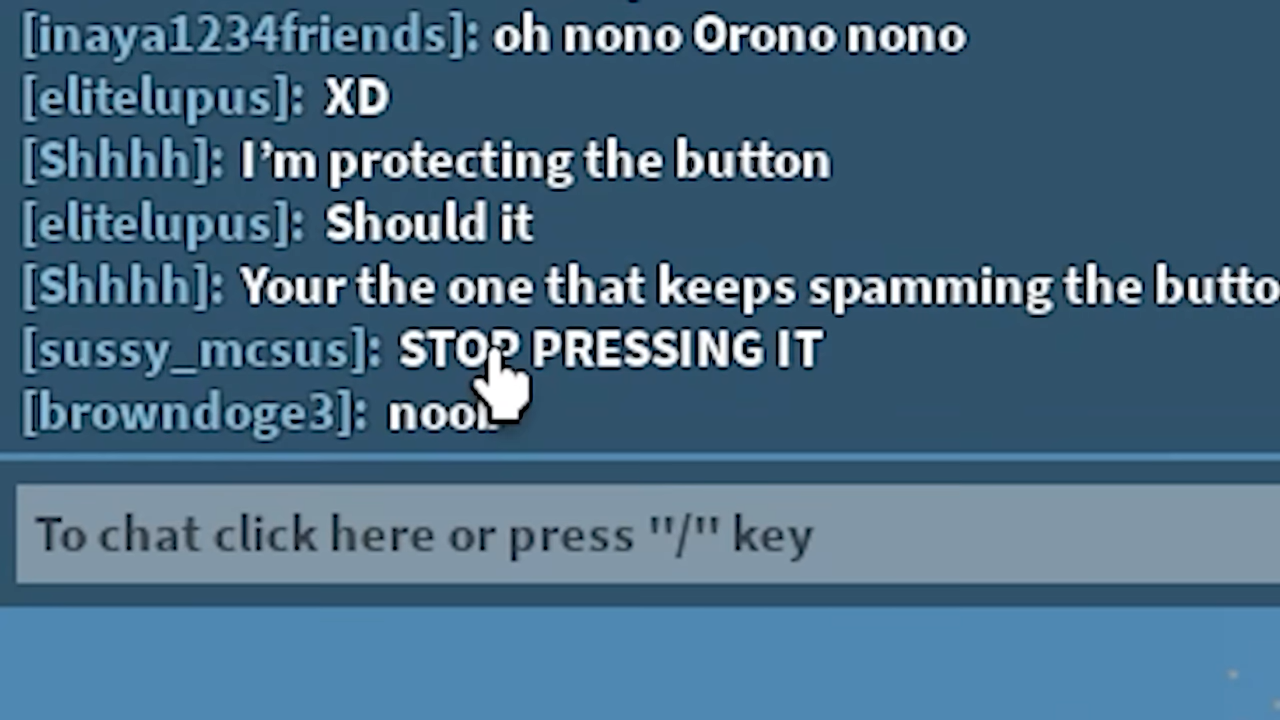 [inaya1234friends]: oh nono Orono nono
[elitelupus]: XD
[Shhhh]: I’m protecting the button
[elitelupus]: Should it
[Shhhh]: Your the one that keeps spamming the butto
[sussy_mcsus]: STOP PRESSING IT
[browndoge3]:
To chat click here or press "/" key